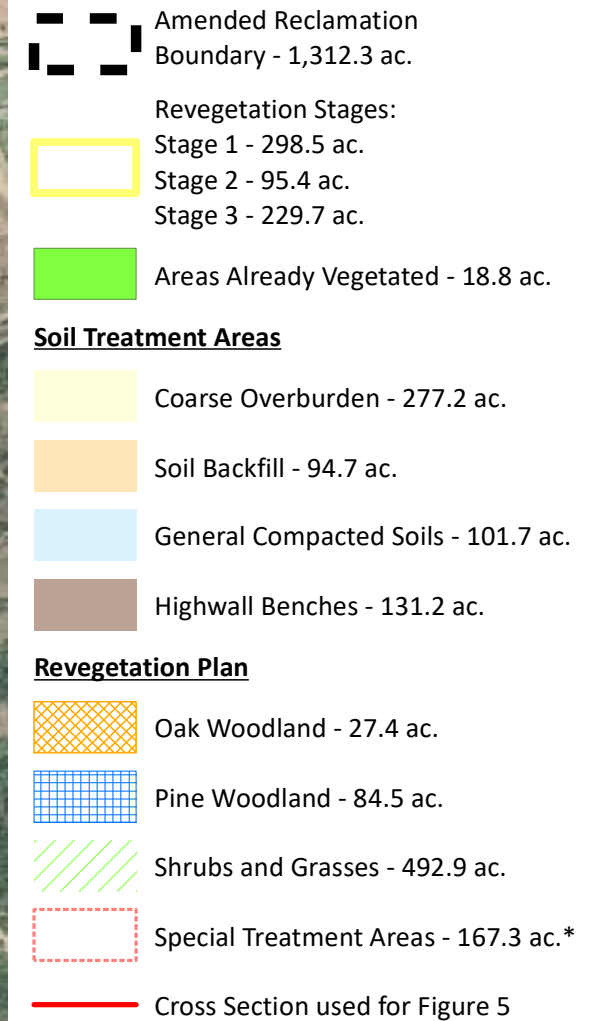 Amended Reclamation
Boundary - 1,312.3 ac.
Revegetation Stages:
Stage 1 - 298.5 ac.
Stage 2 - 95.4 ac.
Stage 3 - 229.7 ac.
Areas Already Vegetated - 18.8 ac.
Soil Treatment Areas
Coarse Overburden - 277.2 ac.
Soil Backfill - 94.7 ac.
General Compacted Soils - 101.7 ac.
Highwall Benches - 131.2 ac.
Revegetation Plan
Oak Woodland - 27.4 ac.
Pine Woodland - 84.5 ac.
Shrubs and Grasses - 492.9 ac.
Special Treatment Areas - 167.3 ac.*
Cross Section used for Figure 5